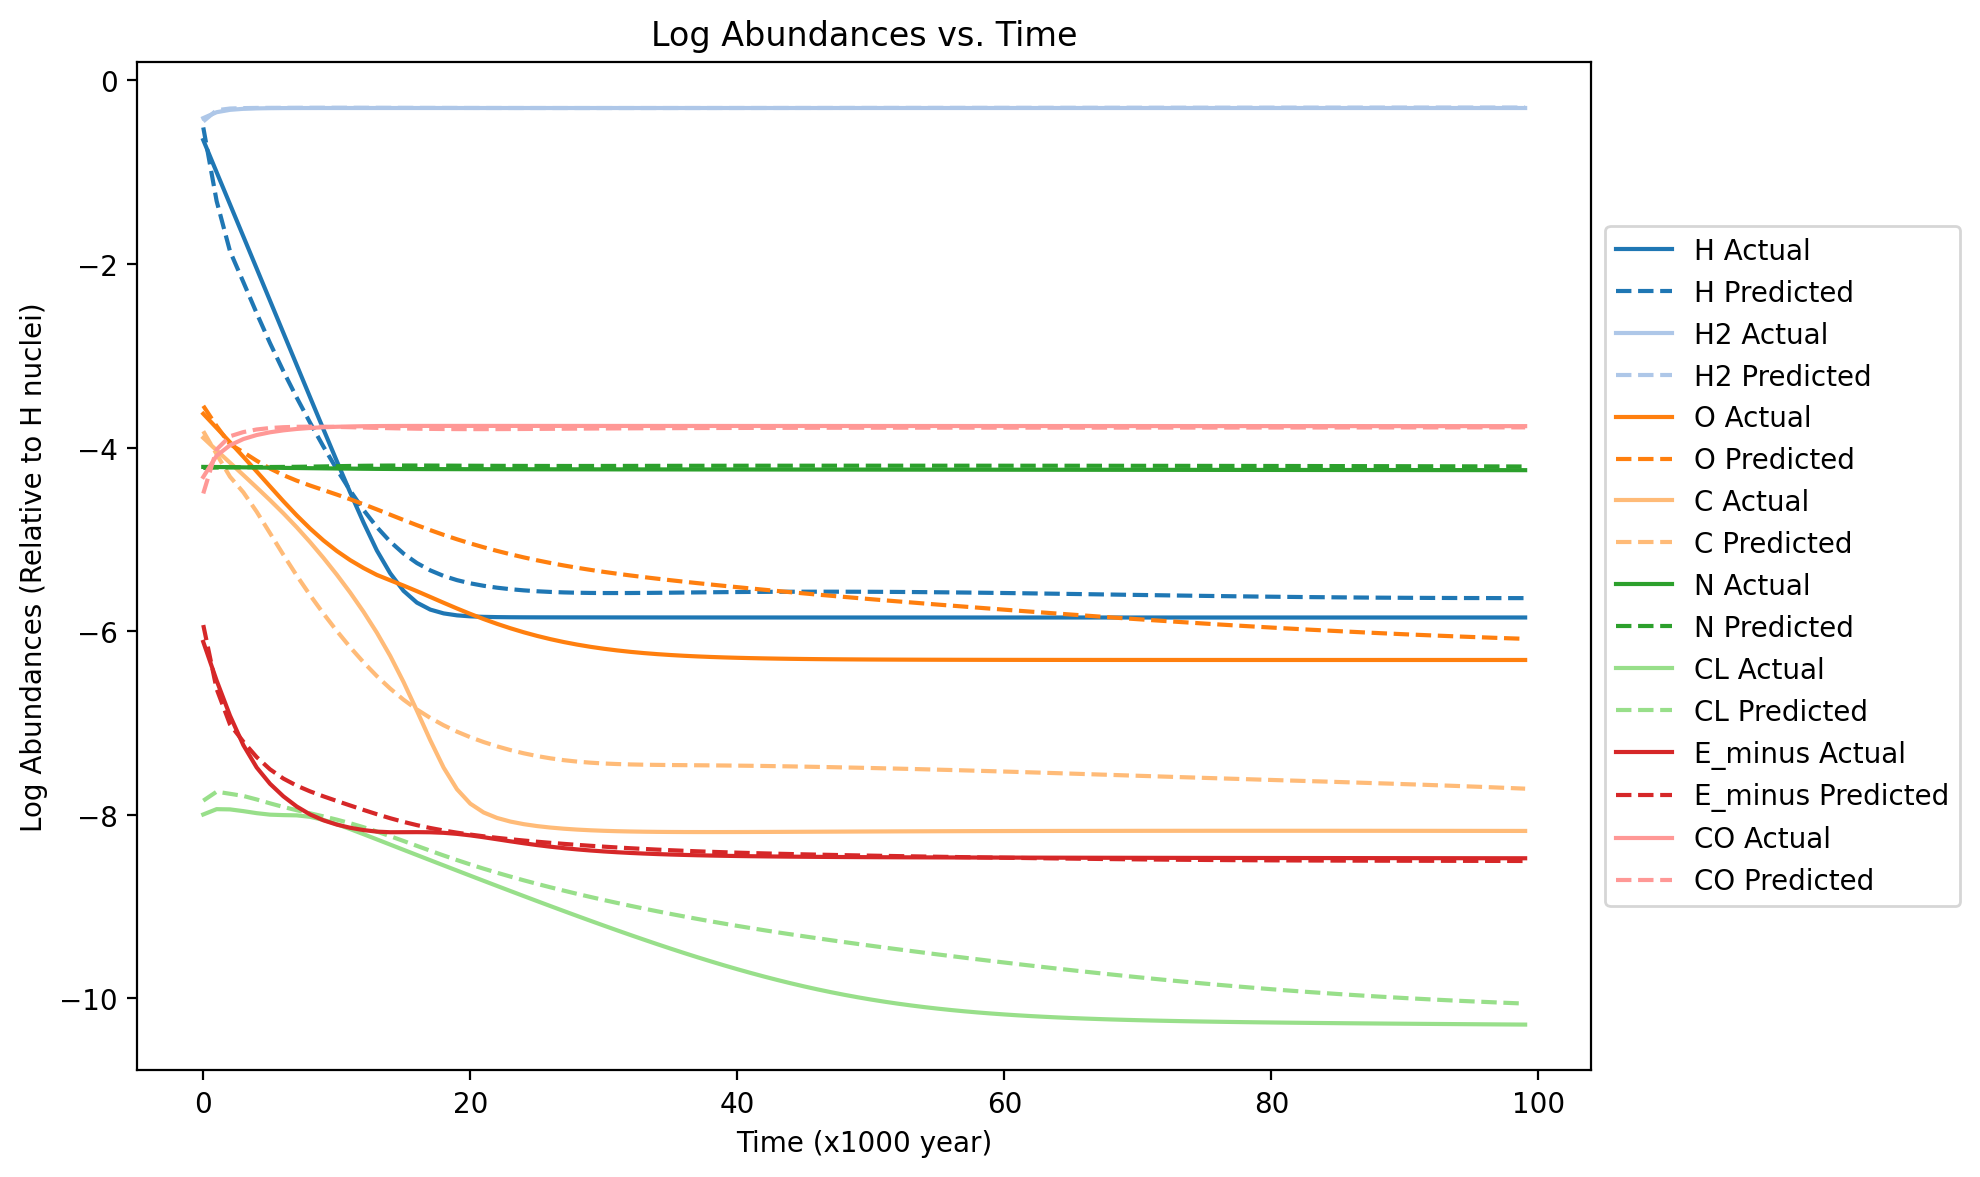 Log Abundances vs. Time
Log Abundances (Relative to H nuclei)
0
−2
−4
−6
−8
−10
0
20
40
60
80
100
Time (x1000 year)
H Actual
H Predicted
H2 Actual
H2 Predicted
O Actual
O Predicted
C Actual
C Predicted
N Actual
N Predicted
CL Actual
CL Predicted
E_minus Actual
E_minus Predicted
CO Actual
CO Predicted